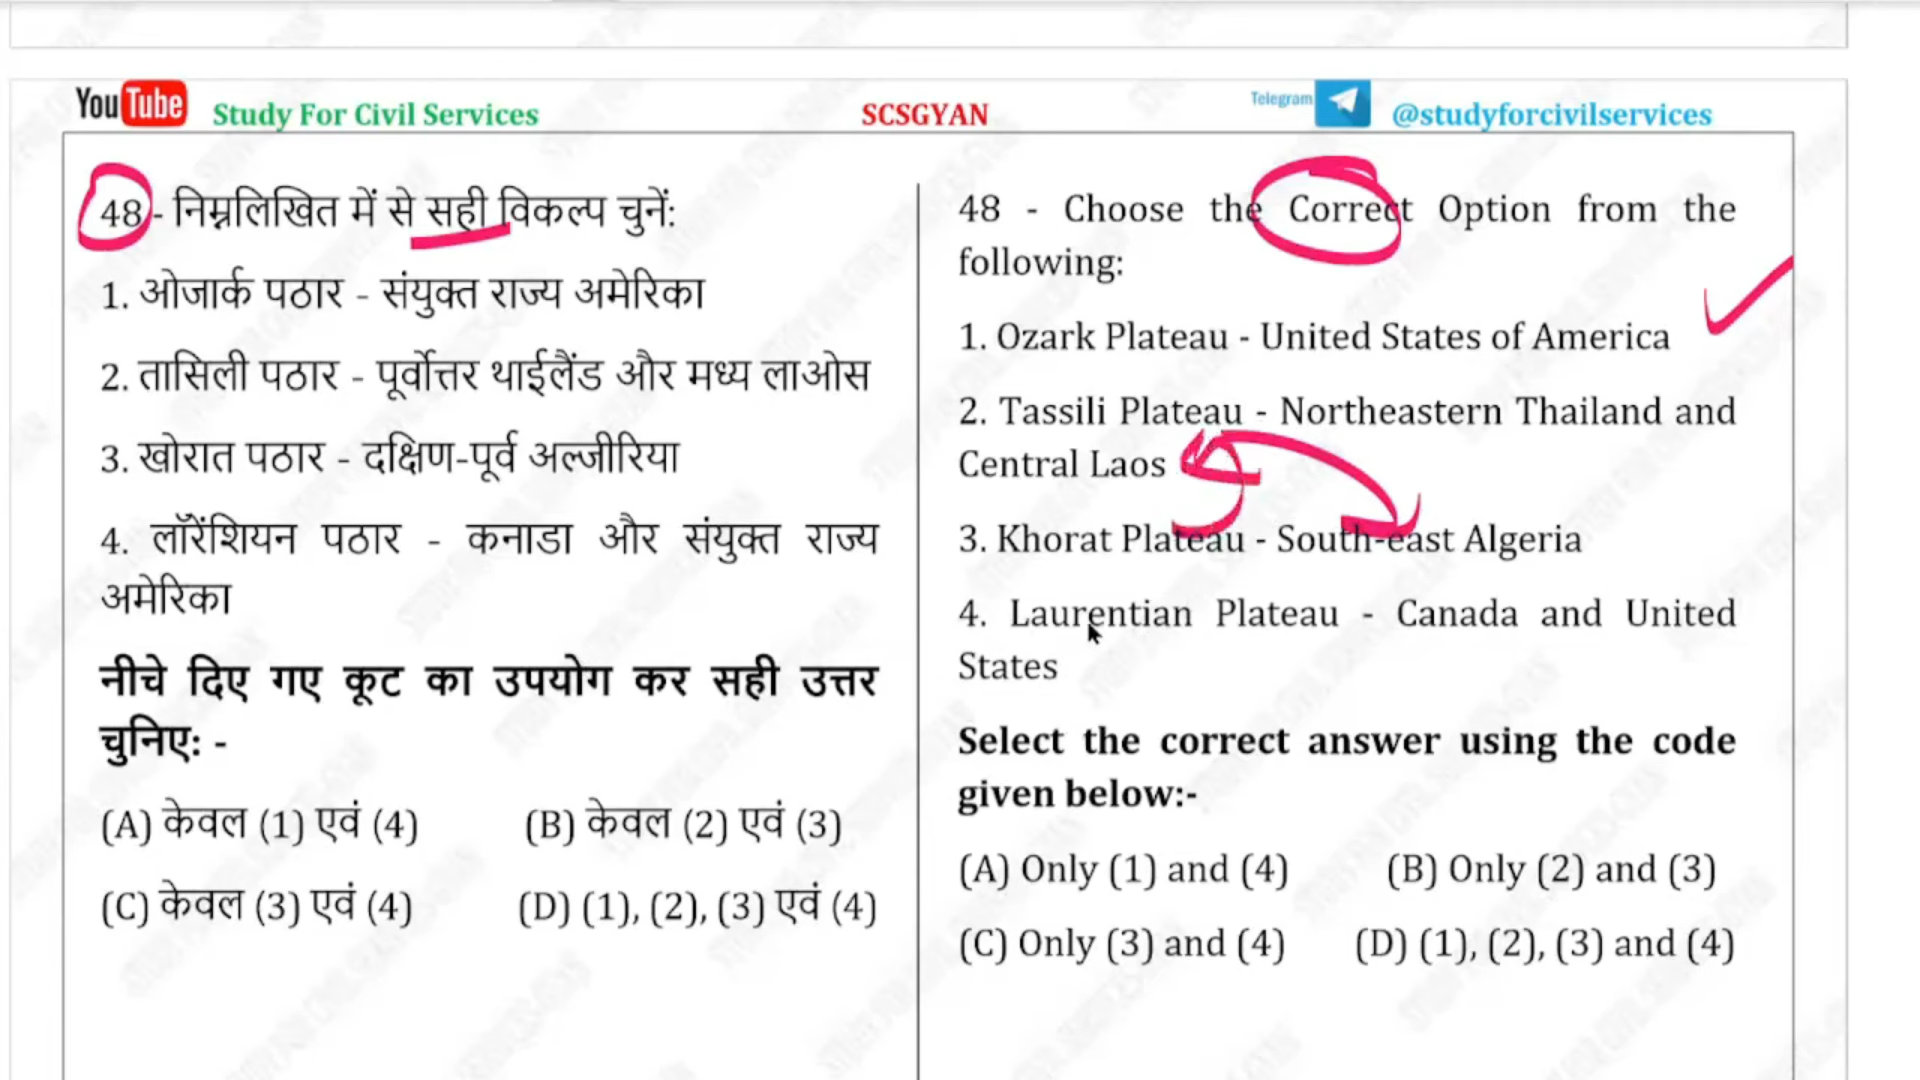 YouTube
Study For Civil Services
SCSGYAN
Telegram
@studyforcivilservices
48 - निम्नलिखित में से सही विकल्प चुनें:
1. ओजार्क पठार - संयुक्त राज्य अमेरिका
2. तासिली पठार - पूर्वोत्तर थाईलैंड और मध्य लाओस
3. खोरात पठार - दक्षिण-पूर्व अल्जीरिया
4. लॉरेंशियन पठार - कनाडा और संयुक्त राज्य
अमेरिका
नीचे दिए गए कूट का उपयोग कर सही उत्तर
चुनिए: -
(A) केवल (1) एवं (4) (B) केवल (2) एवं (3)
(C) केवल (3) एवं (4) (D) (1), (2), (3) एवं (4)
48 - Choose the Correct Option from the
following:
1. Ozark Plateau - United States of America
2. Tassili Plateau - Northeastern Thailand and
Central Laos
3. Khorat Plateau - South-east Algeria
4. Laurentian Plateau - Canada and United
States
Select the correct answer using the code
given below:-
(A) Only (1) and (4) (B) Only (2) and (3)
(C) Only (3) and (4) (D) (1), (2), (3) and (4)